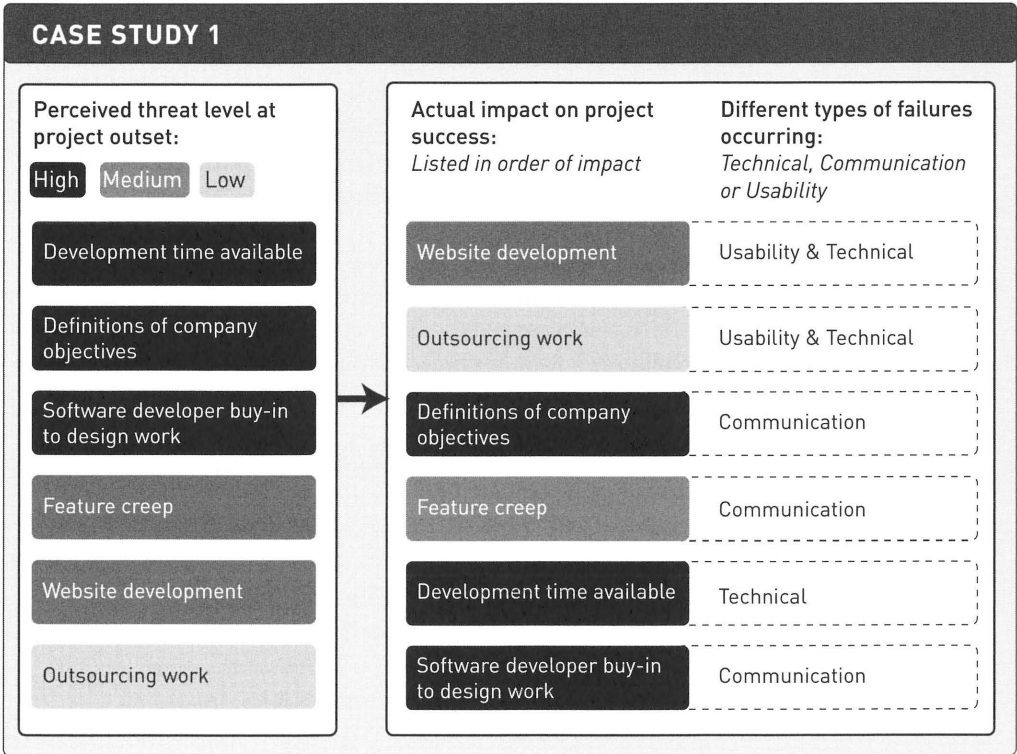 CASE STUDY 1
Perceived threat level at
project outset:
High
Medium
Low
Development time available
Definitions of company
objectives
Software developer buy-in
to design work
Feature creep
Website development
Outsourcing work
Actual impact on project
success:
Listed in order of impact
Different types of failures
occurring:
Technical, Communication
or Usability
Website development
Usability & Technical
Outsourcing work
Usability & Technical
Definitions of company
objectives
Communication
Feature creep
Communication
Development time available
Technical
Software developer buy-in
to design work
Communication